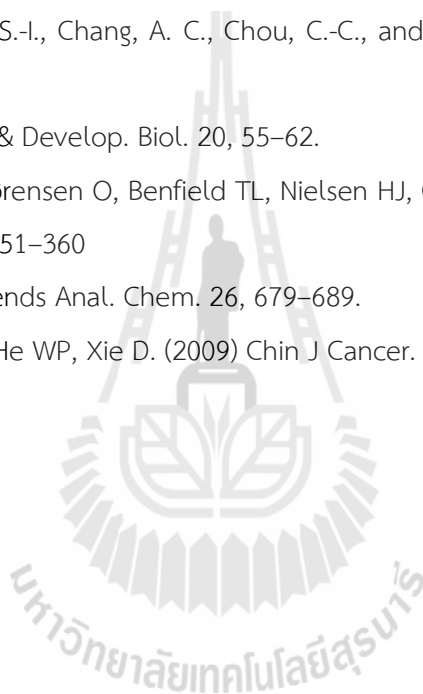 S.-I., Chang, A. C., Chou, C.-C., and
& Develop. Biol. 20, 55–62.
ørensen O, Benfield TL, Nielsen HJ,
51–360
ends Anal. Chem. 26, 679–689.
He WP, Xie D. (2009) Chin J Cancer.
มหาวิทยาลัยเทคโนโลยีสุรนารี